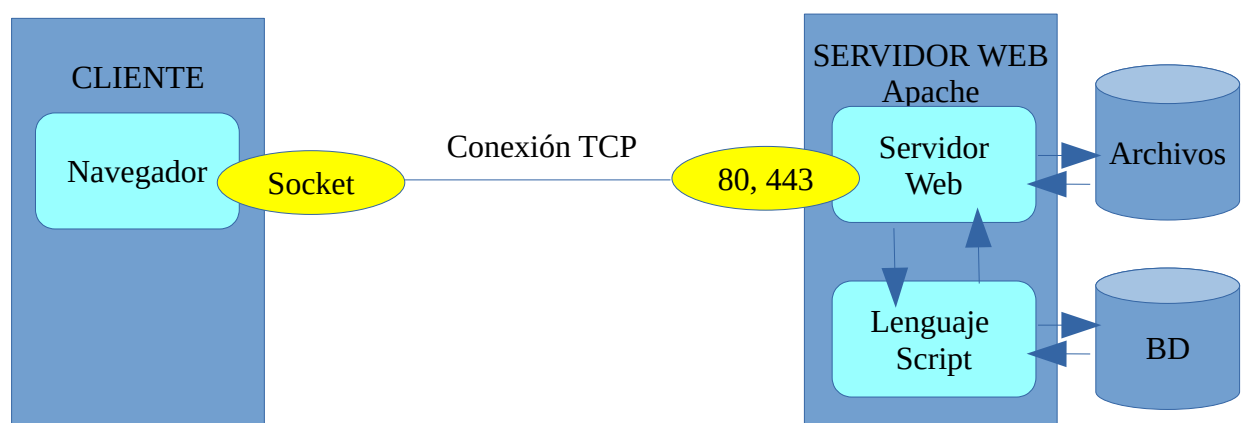 CLIENTE
Navegador
Socket
Conexión TCP
80, 443
SERVIDOR WEB
Apache
Servidor
Web
Archivos
Lenguaje
Script
BD